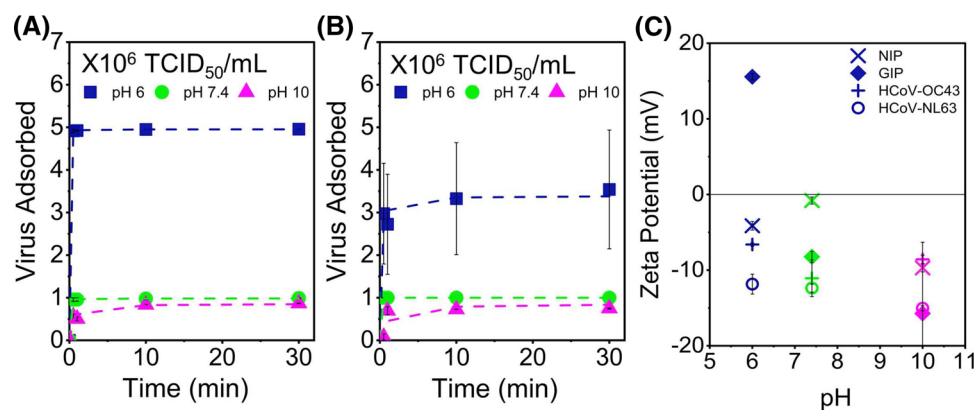 (A)
7
6
5
4
3
2
1
0
Virus Adsorbed
X10⁶ TCID₅₀/mL
pH 6 pH 7.4 pH 10
0 10 20 30
Time (min)
(B)
7
6
5
4
3
2
1
0
Virus Adsorbed
X10⁶ TCID₅₀/mL
pH 6 pH 7.4 pH 10
0 10 20 30
Time (min)
(C)
20
10
0
-10
-20
Zeta Potential (mV)
NIP
GIP
HCoV-OC43
HCoV-NL63
5 6 7 8 9 10 11
pH